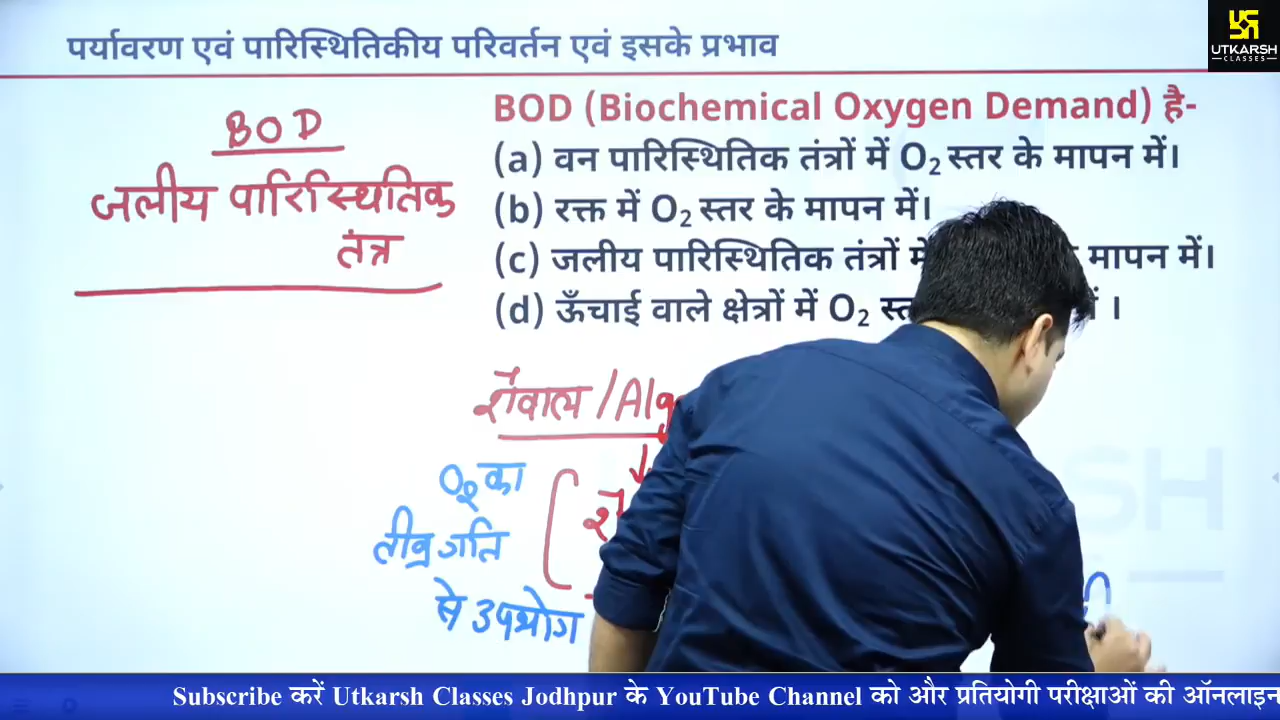 पर्यावरण एवं पारिस्थितिकीय परिवर्तन एवं इसके प्रभाव
UTKARSH
CLASSES
BOD
जलीय पारिस्थितिक
तंत्र
BOD (Biochemical Oxygen Demand) है-
(a) वन पारिस्थितिक तंत्रों में O₂ स्तर के मापन में।
(b) रक्त में O₂ स्तर के मापन में।
(c) जलीय पारिस्थितिक तंत्रों में मापन में।
(d) ऊँचाई वाले क्षेत्रों में O₂ ।
शैवाल /
O₂ का
तीव्र गति
से उपभोग
SH
Subscribe करें Utkarsh Classes Jodhpur के YouTube Channel को और प्रतियोगी परीक्षाओं की ऑनलाइन